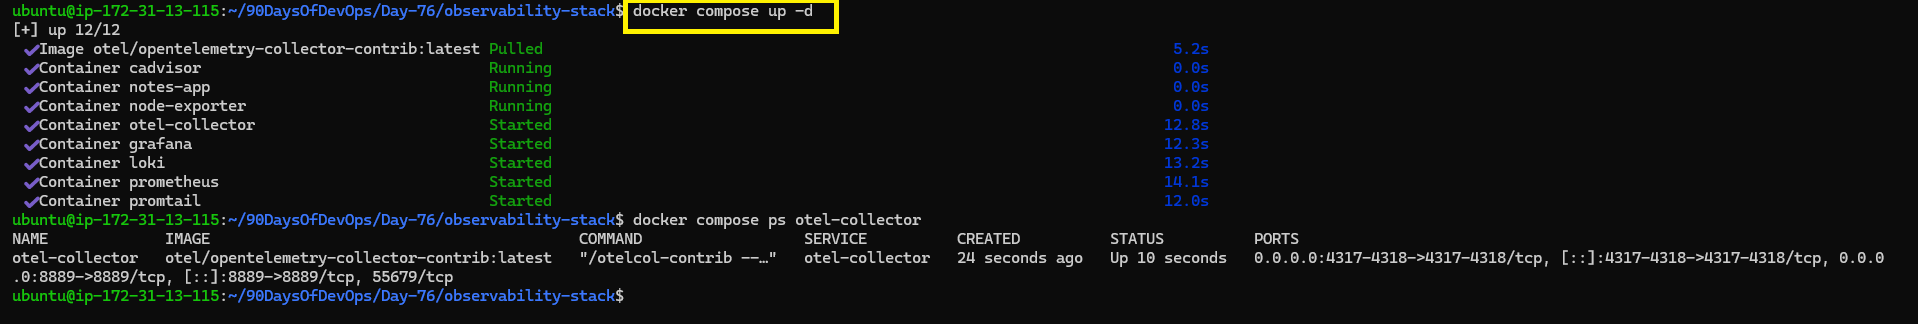 ubuntu@ip-172-31-13-115:~/90DaysOfDevOps/Day-76/observability-stack$ docker compose up -d
[+] up 12/12
✔Image otel/opentelemetry-collector-contrib:latest Pulled 5.2s
✔Container cadvisor Running 0.0s
✔Container notes-app Running 0.0s
✔Container node-exporter Running 0.0s
✔Container otel-collector Started 12.8s
✔Container grafana Started 12.3s
✔Container loki Started 13.2s
✔Container prometheus Started 14.1s
✔Container promtail Started 12.0s
ubuntu@ip-172-31-13-115:~/90DaysOfDevOps/Day-76/observability-stack$ docker compose ps otel-collector
NAME IMAGE COMMAND SERVICE CREATED STATUS PORTS
otel-collector otel/opentelemetry-collector-contrib:latest "/otelcol-contrib --…" otel-collector 24 seconds ago Up 10 seconds 0.0.0.0:4317-4318->4317-4318/tcp, [::]:4317-4318->4317-4318/tcp, 0.0.0
.0:8889->8889/tcp, [::]:8889->8889/tcp, 55679/tcp
ubuntu@ip-172-31-13-115:~/90DaysOfDevOps/Day-76/observability-stack$